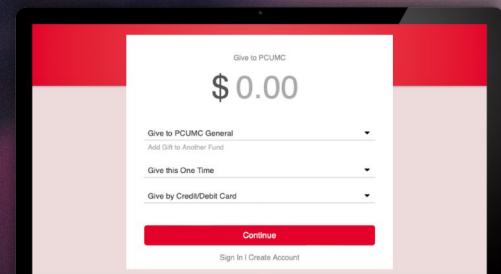 Give to PCUMC
$ 0.00
Give to PCUMC General
Add Gift to Another Fund
Give this One Time
Give by Credit/Debit Card
Continue
Sign In | Create Account